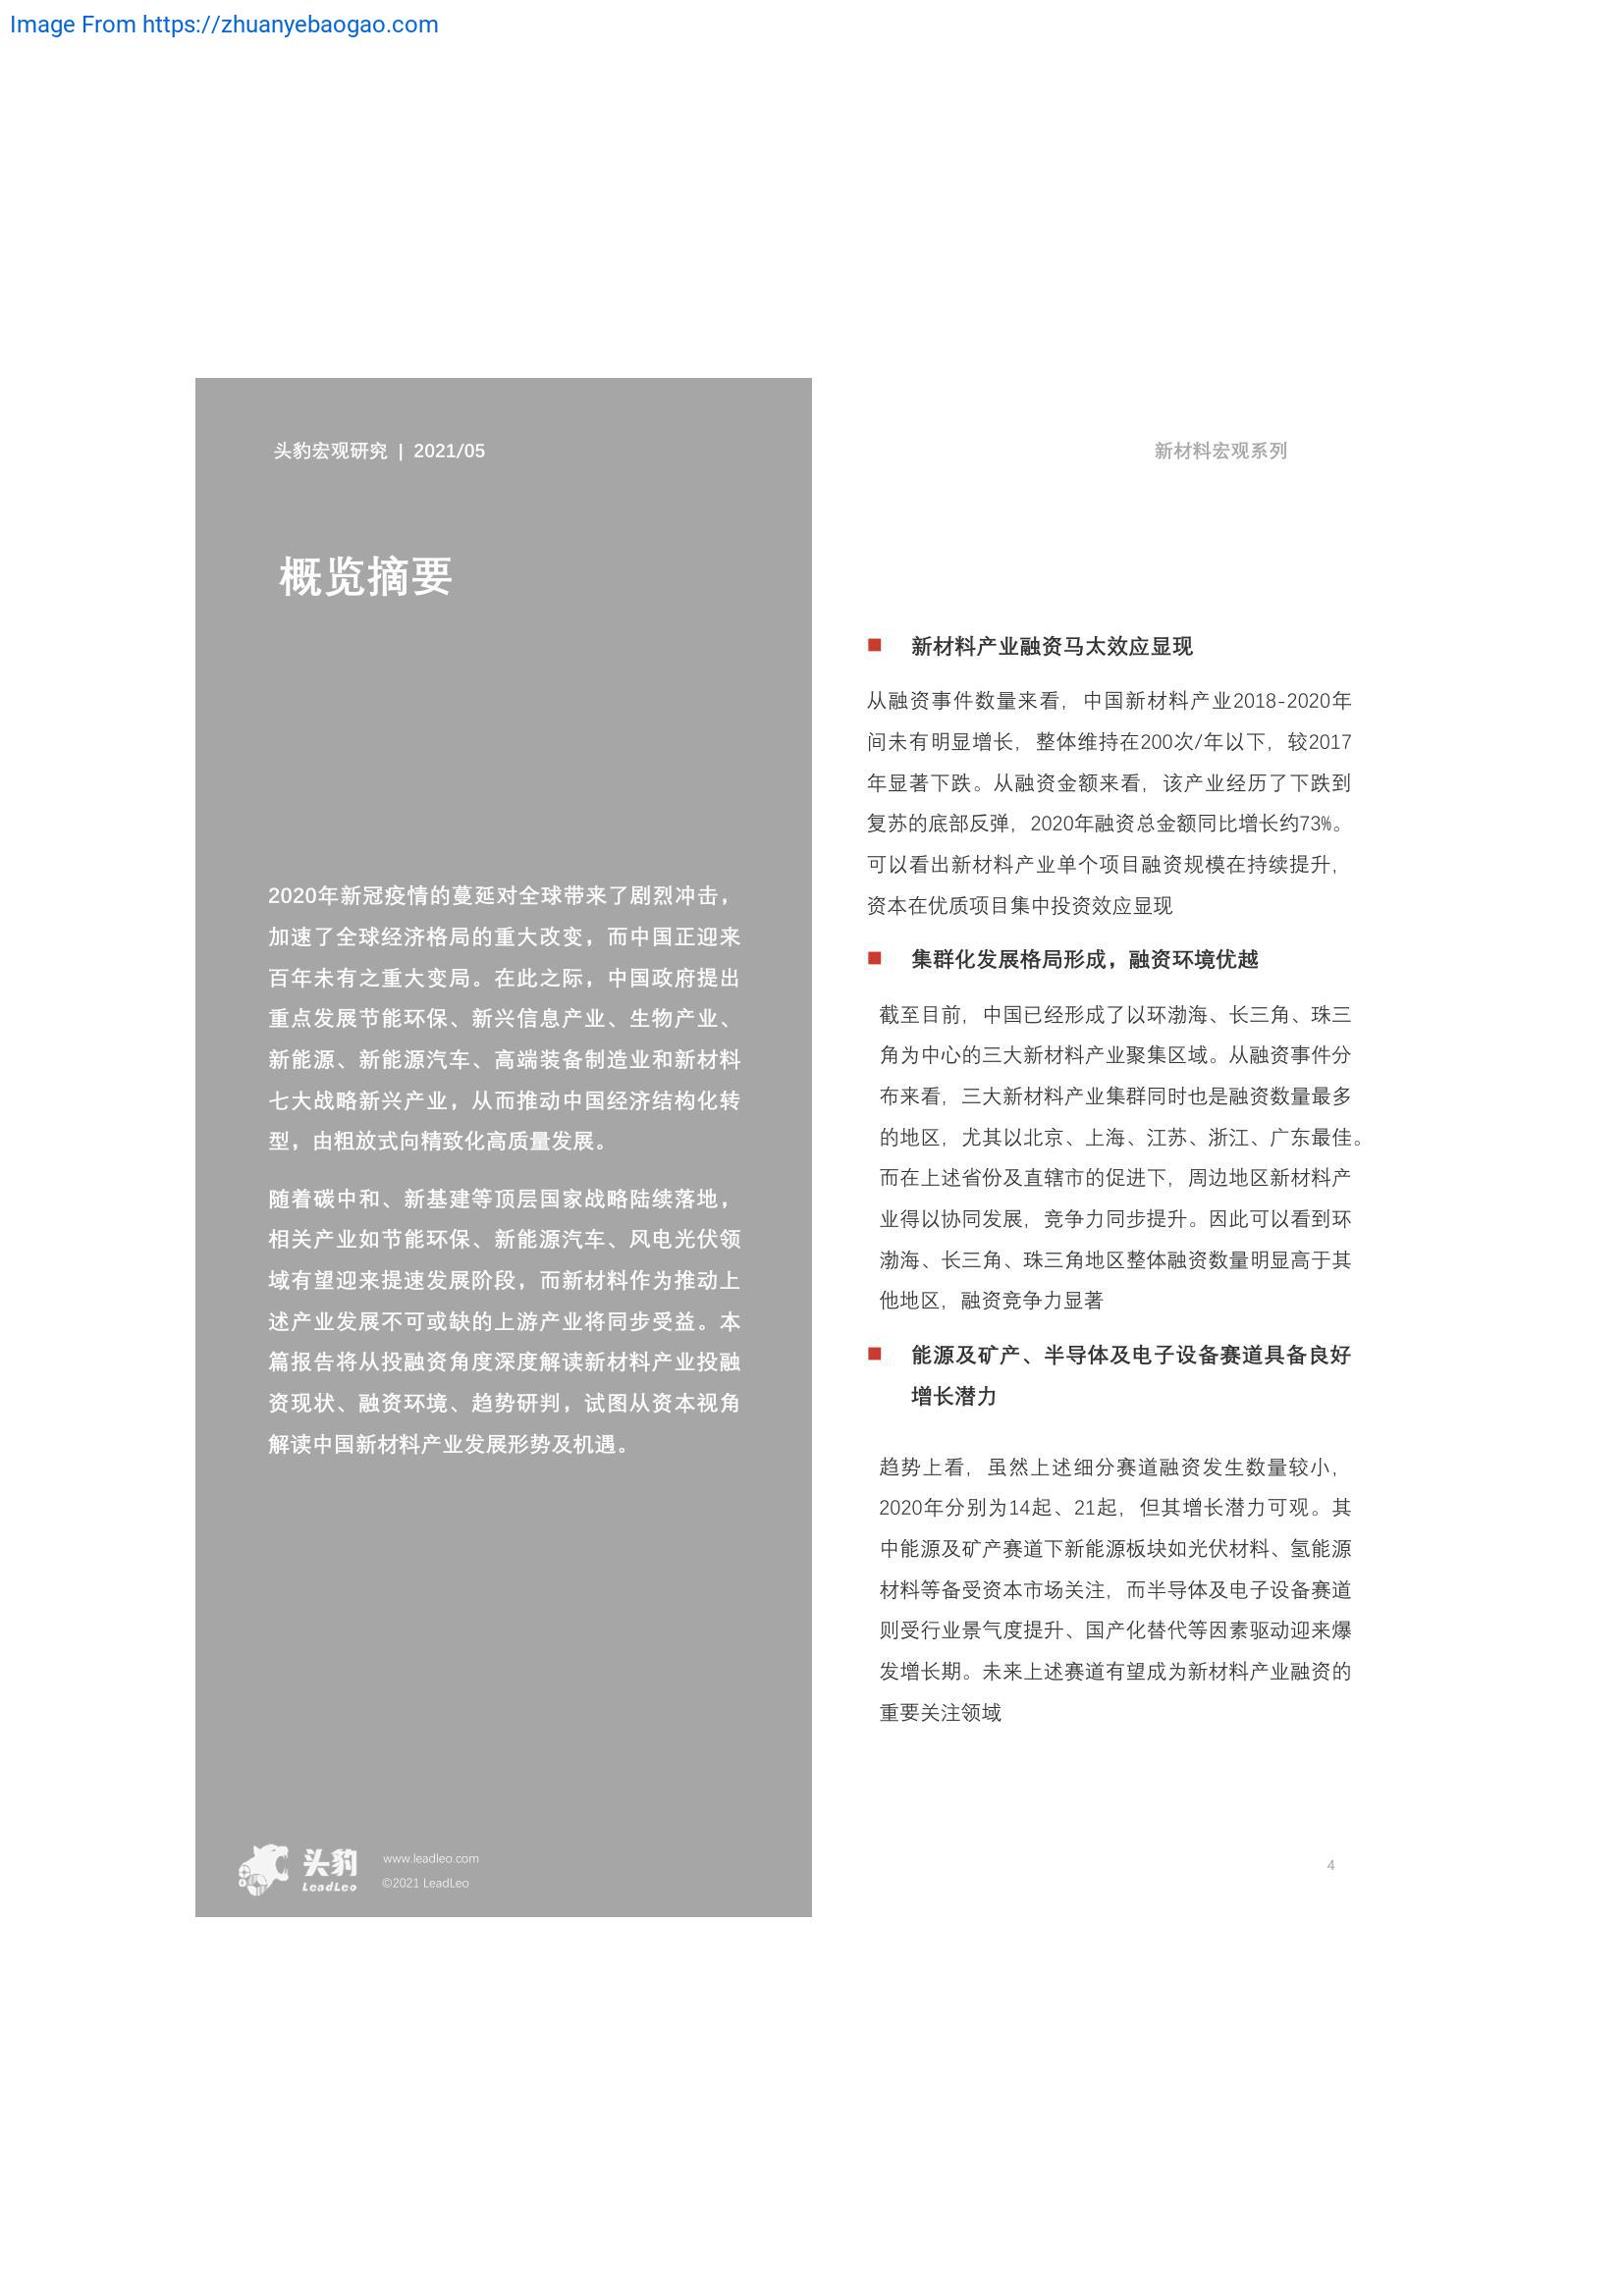 Image From https://zhuanyebaogao.com
头豹宏观研究 | 2021/05
新材料宏观系列
概览摘要
2020年新冠疫情的蔓延对全球带来了剧烈冲击，
加速了全球经济格局的重大改变，而中国正迎来
百年未有之重大变局。在此之际，中国政府提出
重点发展节能环保、新兴信息产业、生物产业、
新能源、新能源汽车、高端装备制造业和新材料
七大战略新兴产业，从而推动中国经济结构化转
型，由粗放式向精致化高质量发展。
随着碳中和、新基建等顶层国家战略陆续落地，
相关产业如节能环保、新能源汽车、风电光伏领
域有望迎来提速发展阶段，而新材料作为推动上
述产业发展不可或缺的上游产业将同步受益。本
篇报告将从投融资角度深度解读新材料产业投融
资现状、融资环境、趋势研判，试图从资本视角
解读中国新材料产业发展形势及机遇。
新材料产业融资马太效应显现
从融资事件数量来看，中国新材料产业2018-2020年
间未有明显增长，整体维持在200次/年以下，较2017
年显著下跌。从融资金额来看，该产业经历了下跌到
复苏的底部反弹，2020年融资总金额同比增长约73%。
可以看出新材料产业单个项目融资规模在持续提升，
资本在优质项目集中投资效应显现
集群化发展格局形成，融资环境优越
截至目前，中国已经形成了以环渤海、长三角、珠三
角为中心的三大新材料产业聚集区域。从融资事件分
布来看，三大新材料产业集群同时也是融资数量最多
的地区，尤其以北京、上海、江苏、浙江、广东最佳。
而在上述省份及直辖市的促进下，周边地区新材料产
业得以协同发展，竞争力同步提升。因此可以看到环
渤海、长三角、珠三角地区整体融资数量明显高于其
他地区，融资竞争力显著
能源及矿产、半导体及电子设备赛道具备良好
增长潜力
趋势上看，虽然上述细分赛道融资发生数量较小，
2020年分别为14起、21起，但其增长潜力可观。其
中能源及矿产赛道下新能源板块如光伏材料、氢能源
材料等备受资本市场关注，而半导体及电子设备赛道
则受行业景气度提升、国产化替代等因素驱动迎来爆
发增长期。未来上述赛道有望成为新材料产业融资的
重要关注领域
头豹
LeadLeo
www.leadleo.com
©2021 LeadLeo
4